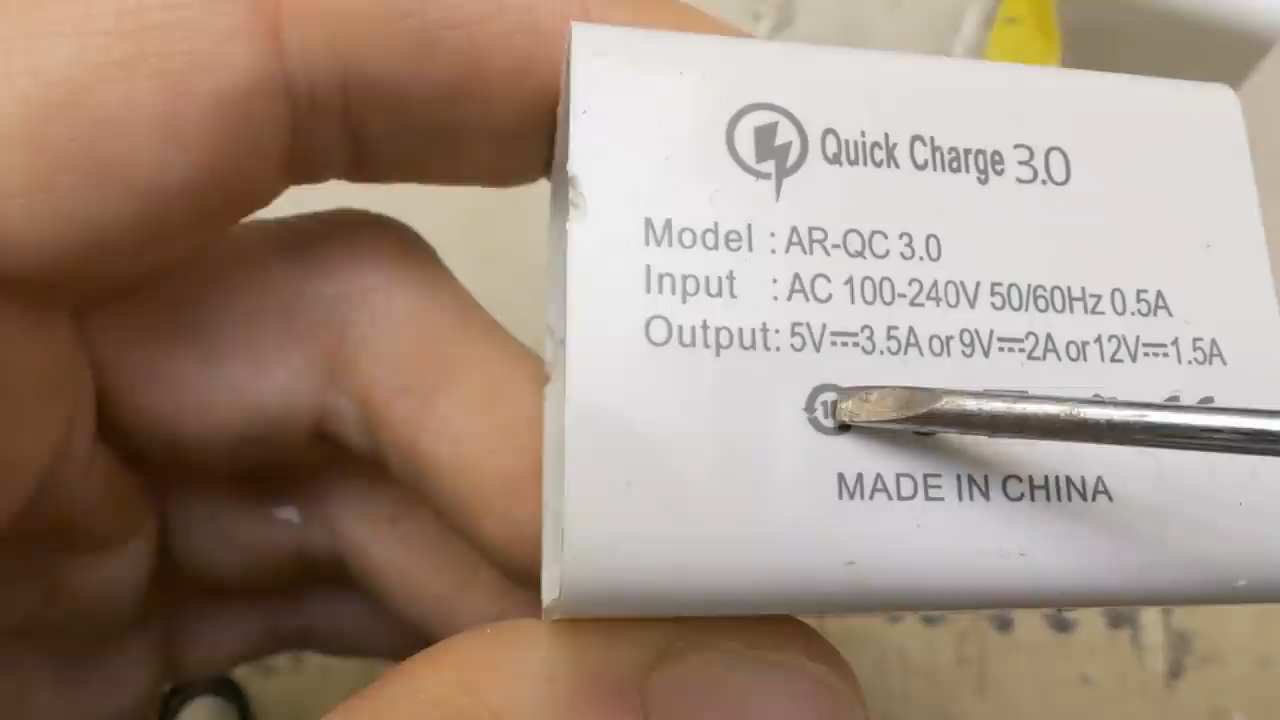 Quick Charge 3.0
Model : AR-QC 3.0
Input : AC 100-240V 50/60Hz 0.5A
Output: 5V⎓3.5A or 9V⎓2A or 12V⎓1.5A
MADE IN CHINA